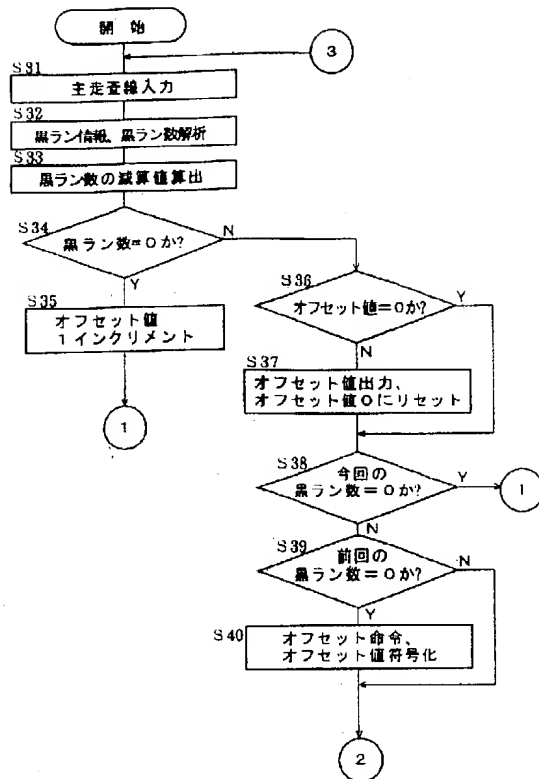 開始
3
S31
主走査線入力
S32
黒ラン情報、黒ラン数解析
S33
黒ラン数の減算値算出
S34
黒ラン数=0か?
N
Y
S35
オフセット値
1インクリメント
1
S36
オフセット値=0か?
Y
N
S37
オフセット値出力、
オフセット値0にリセット
S38
今回の
黒ラン数=0か?
Y
1
N
S39
前回の
黒ラン数=0か?
N
Y
S40
オフセット命令、
オフセット値符号化
2